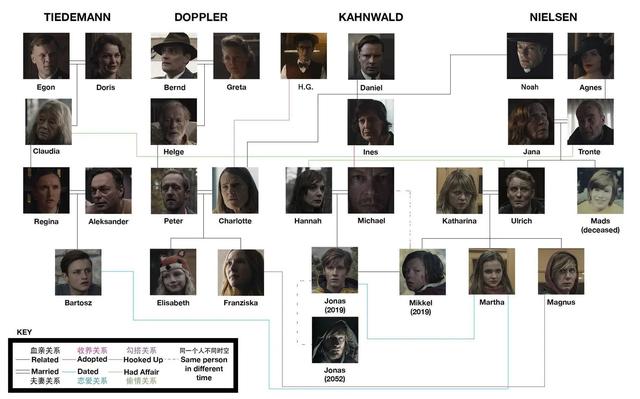 TIEDEMANN DOPPLER KAHNWALD NIELSEN
Egon Doris Bernd Greta H.G. Daniel Noah Agnes
Claudia Helge Ines Jana Tronte
Regina Aleksander Peter Charlotte Hannah Michael Katharina Ulrich Mads
(deceased)
Bartosz Elisabeth Franziska Jonas
(2019) Mikkel
(2019) Martha Magnus
Jonas
(2052)
KEY
血亲关系 收养关系 勾搭关系 同一个人不同时空
Related Adopted Hooked Up Same person
in different
time
Married Dated Had Affair
夫妻关系 恋爱关系 偷情关系